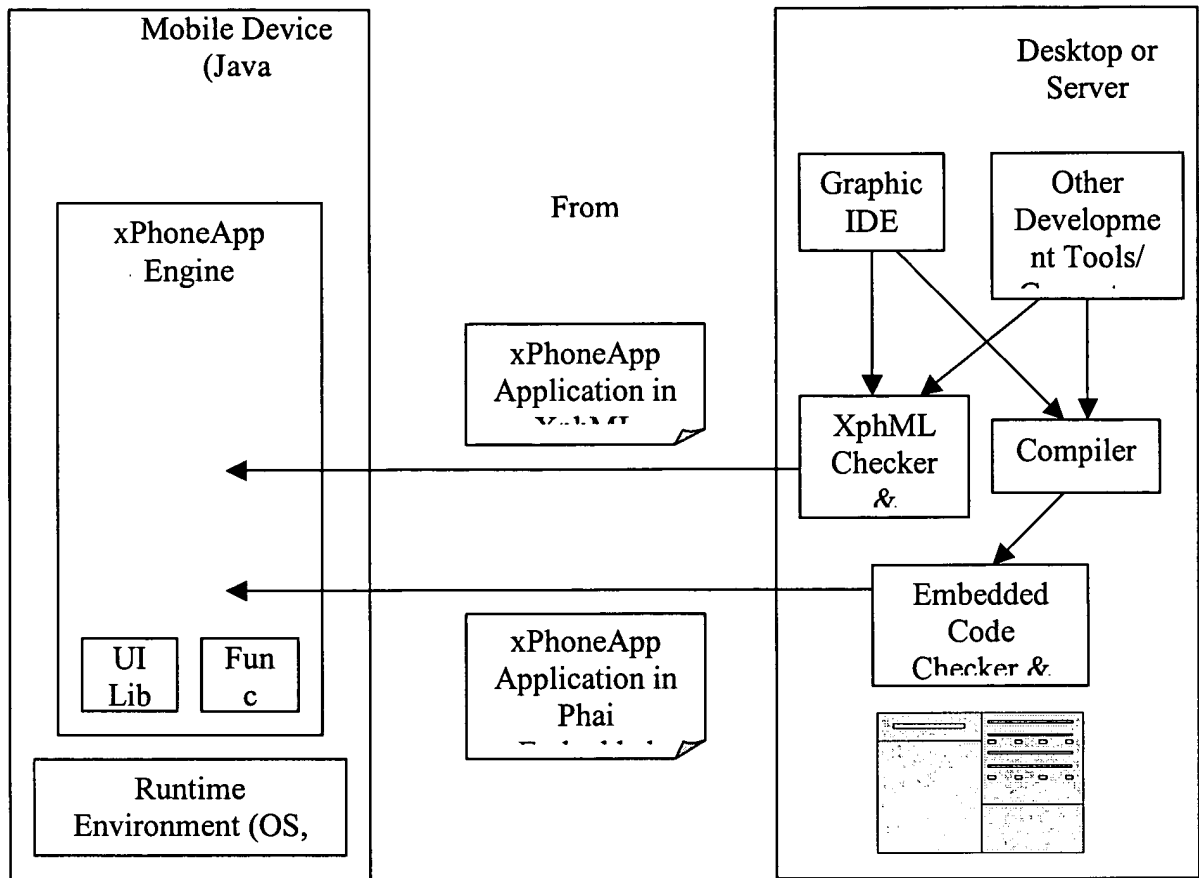 Mobile Device
(Java
Desktop or
Server
xPhoneApp
Engine
From
Graphic
IDE
Other
Developme
nt Tools/
xPhoneApp
Application in
XphML
XphML
Checker
&
Compiler
Embedded
Code
Checker &
xPhoneApp
Application in
Phai
UI
Lib
Fun
c
Runtime
Environment (OS,